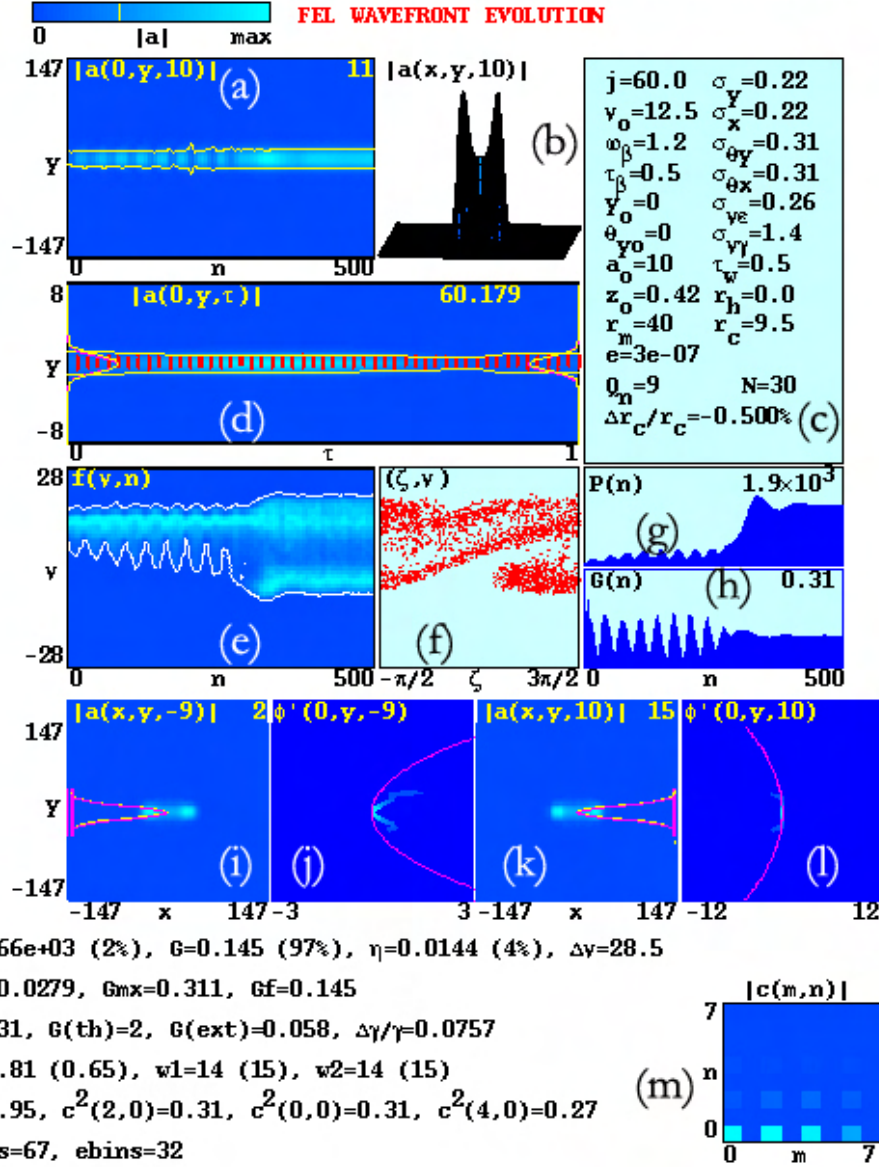 FEL WAVEFRONT EVOLUTION
0 |a| max
147 |a(0,y,10)| 11 (a)
y
-147
0 n 500
|a(x,y,10)|
(b)
j=60.0 σy=0.22
νo=12.5 σx=0.22
ωβ=1.2 σθy=0.31
τβ=0.5 σθx=0.31
yo=0 σνε=0.26
θyo=0 σνγ=1.4
ao=10 τw=0.5
zo=0.42 rh=0.0
rm=40 rc=9.5
e=3e-07
Qn=9 N=30
Δrc/rc=-0.500% (c)
8 |a(0,y,τ)| 60.179
y
-8 (d)
0 τ 1
28 f(ν,n)
ν
-28 (e)
0 n 500
(ζ,ν)
(f)
-π/2 ζ 3π/2
P(n) 1.9×10³
(g)
G(n) (h) 0.31
0 n 500
147 |a(x,y,-9)| 2
y
-147 (i)
-147 x 147
ϕ'(0,y,-9)
(j)
-3 3
|a(x,y,10)| 15
(k)
-147 x 147
ϕ'(0,y,10)
(l)
-12 12
66e+03 (2%), G=0.145 (97%), η=0.0144 (4%), Δν=28.5
0.0279, Gmx=0.311, Gf=0.145
31, G(th)=2, G(ext)=0.058, Δγ/γ=0.0757
.81 (0.65), w1=14 (15), w2=14 (15)
.95, c²(2,0)=0.31, c²(0,0)=0.31, c²(4,0)=0.27
s=67, ebins=32
|c(m,n)|
7
(m) n
0
0 m 7